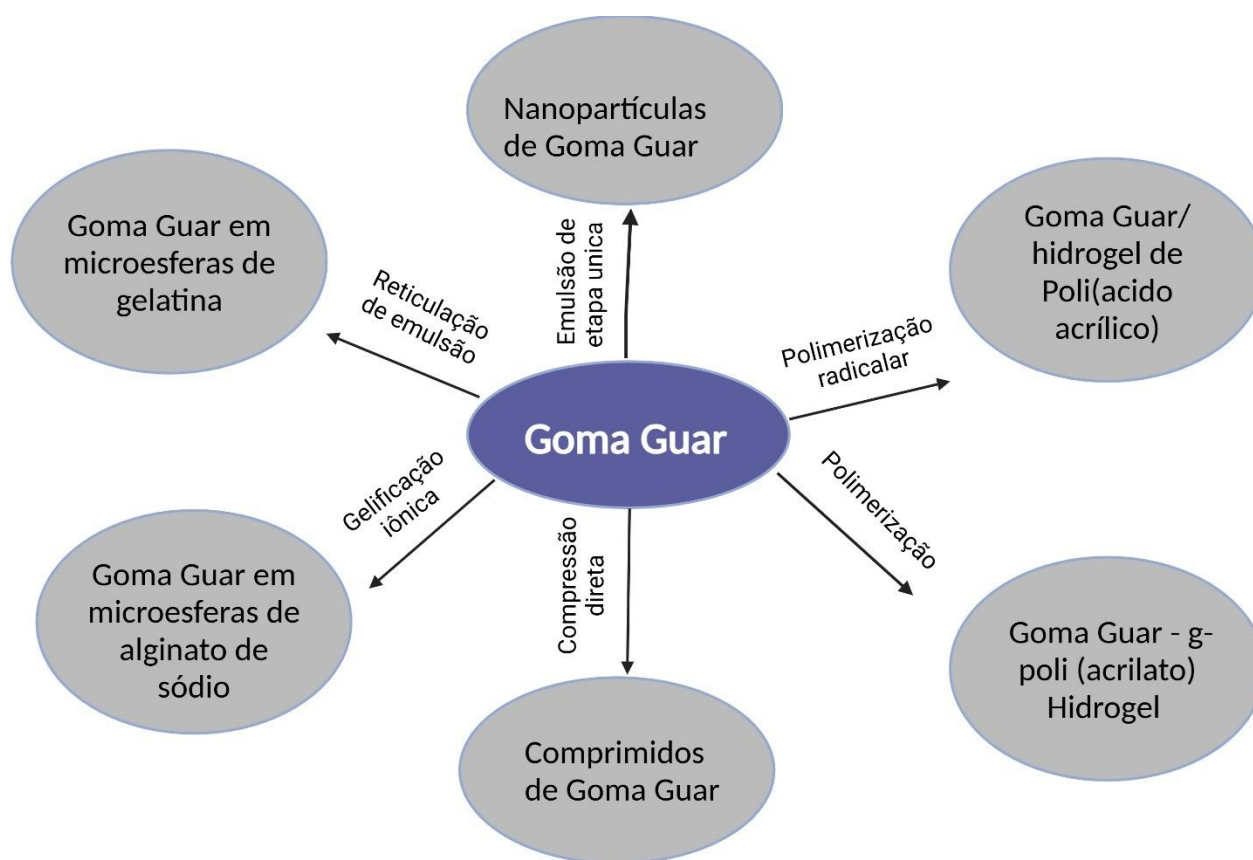 Nanopartículas
de Goma Guar
Goma Guar em
microesferas de
gelatina
Emulsão de
etapa unica
Goma Guar/
hidrogel de
Poli(acido
acrílico)
Reticulação
de emulsão
Polimerização
radicalar
Goma Guar
Gelificação
iônica
Polimerização
Compressão
direta
Goma Guar em
microesferas de
alginato de
sódio
Goma Guar - g-
poli (acrilato)
Hidrogel
Comprimidos
de Goma Guar